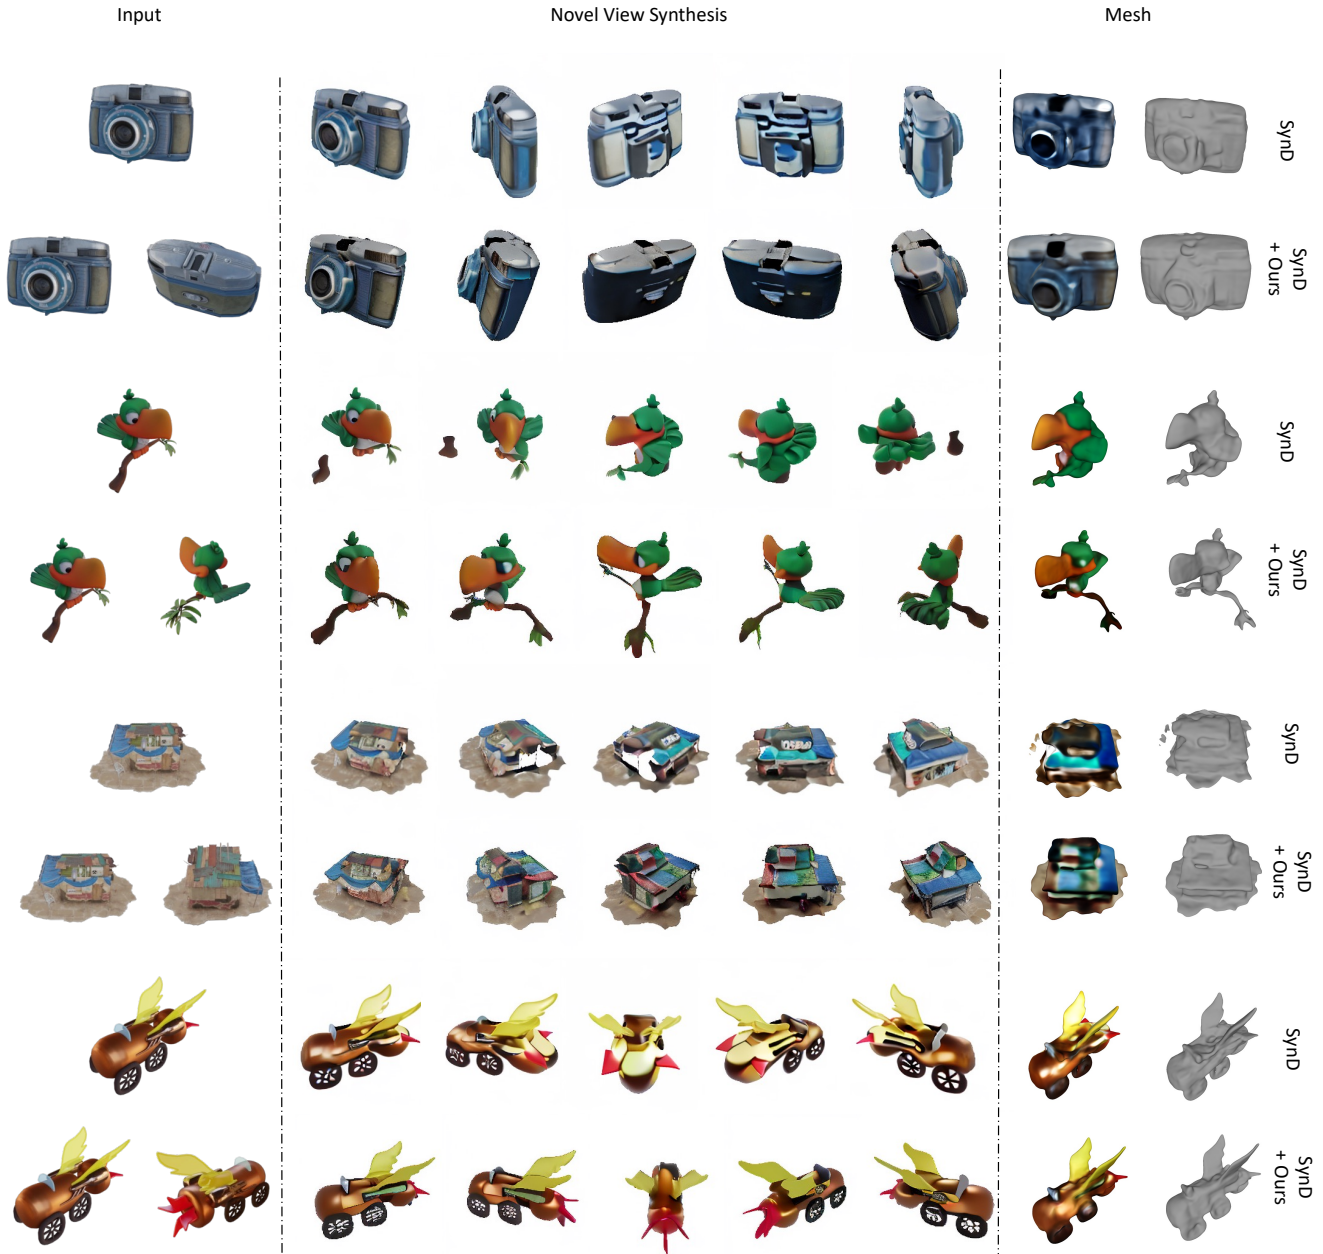 Input
Novel View Synthesis
Mesh
SynD
SynD
+ Ours
SynD
SynD
+ Ours
SynD
SynD
+ Ours
SynD
SynD
+ Ours